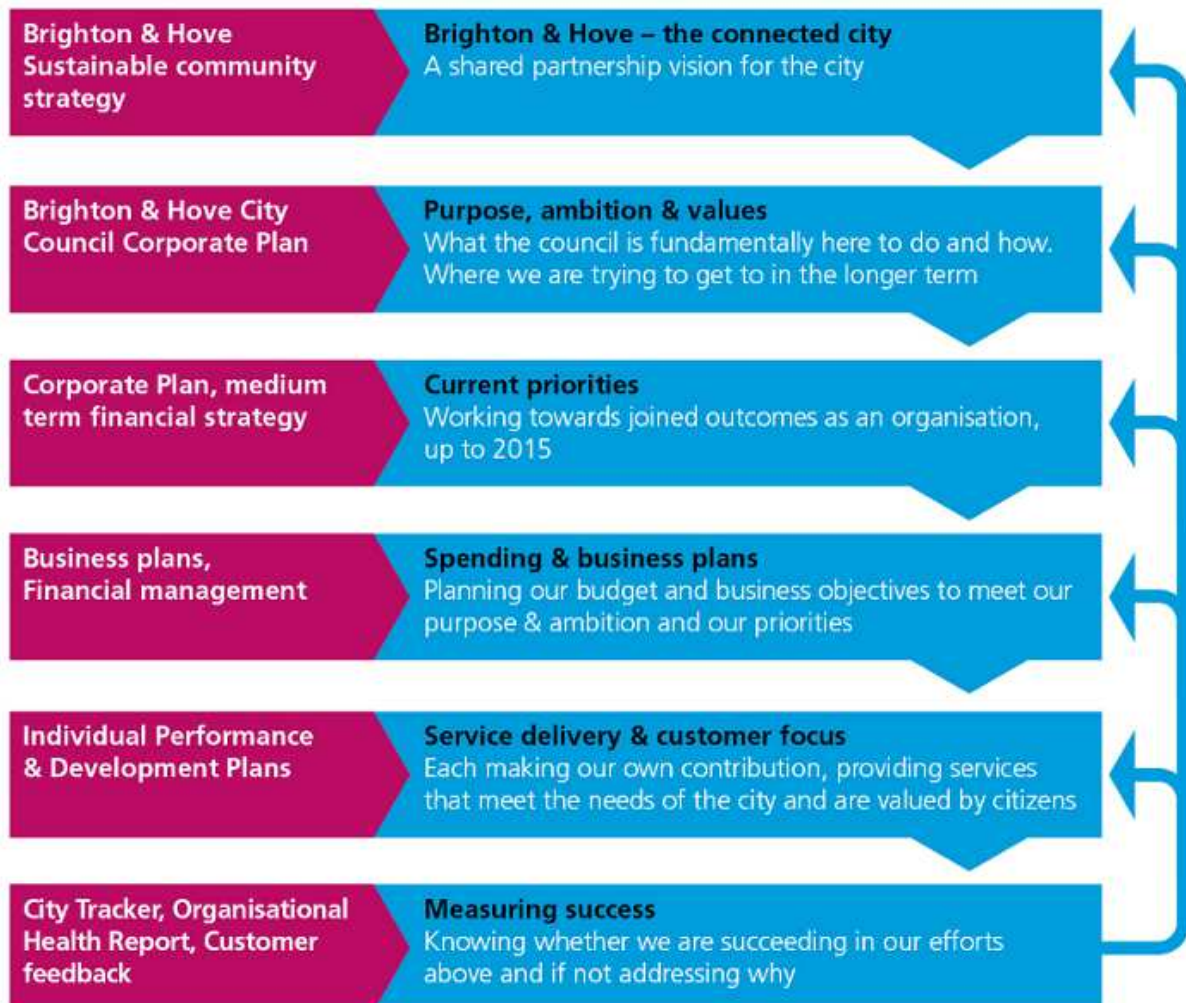 Brighton & Hove
Sustainable community
strategy
Brighton & Hove – the connected city
A shared partnership vision for the city
Brighton & Hove City
Council Corporate Plan
Purpose, ambition & values
What the council is fundamentally here to do and how.
Where we are trying to get to in the longer term
Corporate Plan, medium
term financial strategy
Current priorities
Working towards joined outcomes as an organisation,
up to 2015
Business plans,
Financial management
Spending & business plans
Planning our budget and business objectives to meet our
purpose & ambition and our priorities
Individual Performance
& Development Plans
Service delivery & customer focus
Each making our own contribution, providing services
that meet the needs of the city and are valued by citizens
City Tracker, Organisational
Health Report, Customer
feedback
Measuring success
Knowing whether we are succeeding in our efforts
above and if not addressing why